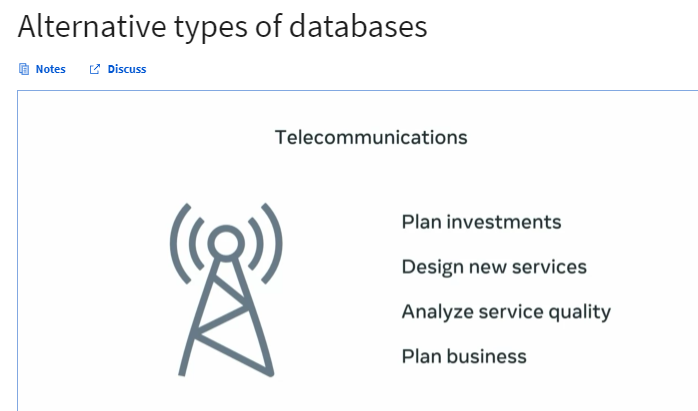 Alternative types of databases
Notes
Discuss
Telecommunications
Plan investments
Design new services
Analyze service quality
Plan business